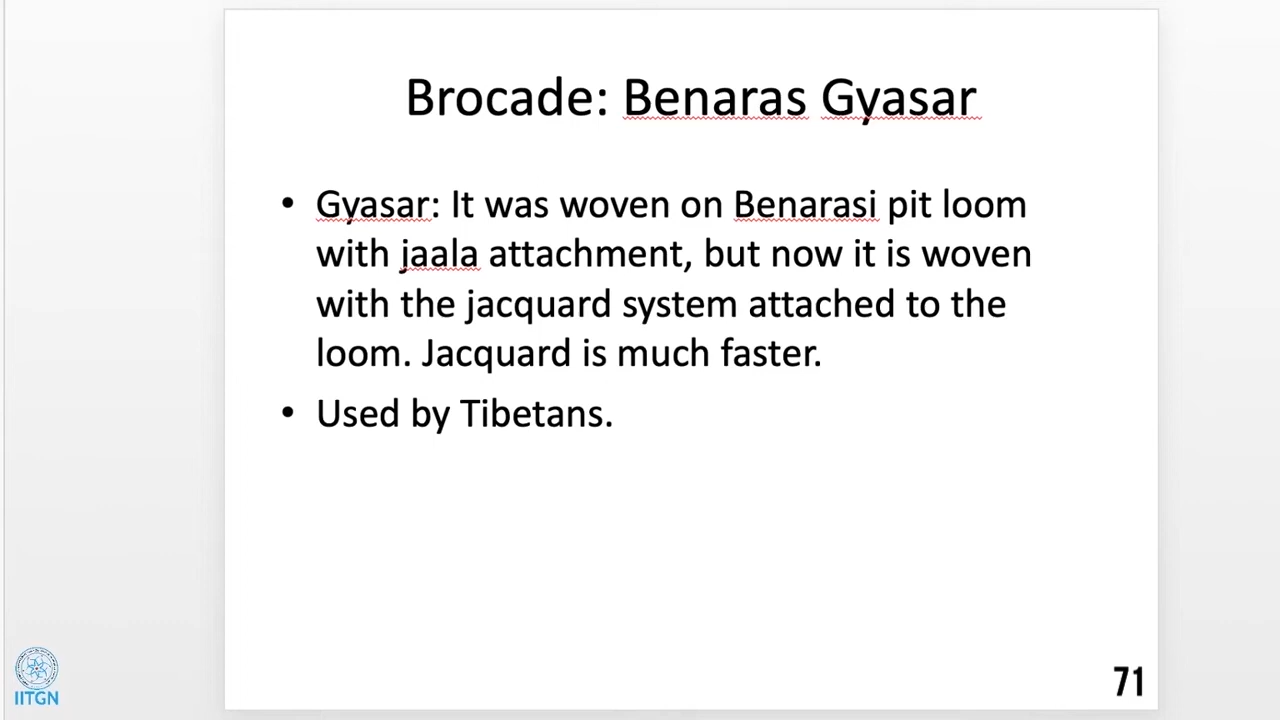 Brocade: Benaras Gyasar
• Gyasar: It was woven on Benarasi pit loom
with jaala attachment, but now it is woven
with the jacquard system attached to the
loom. Jacquard is much faster.
• Used by Tibetans.
71
IITGN